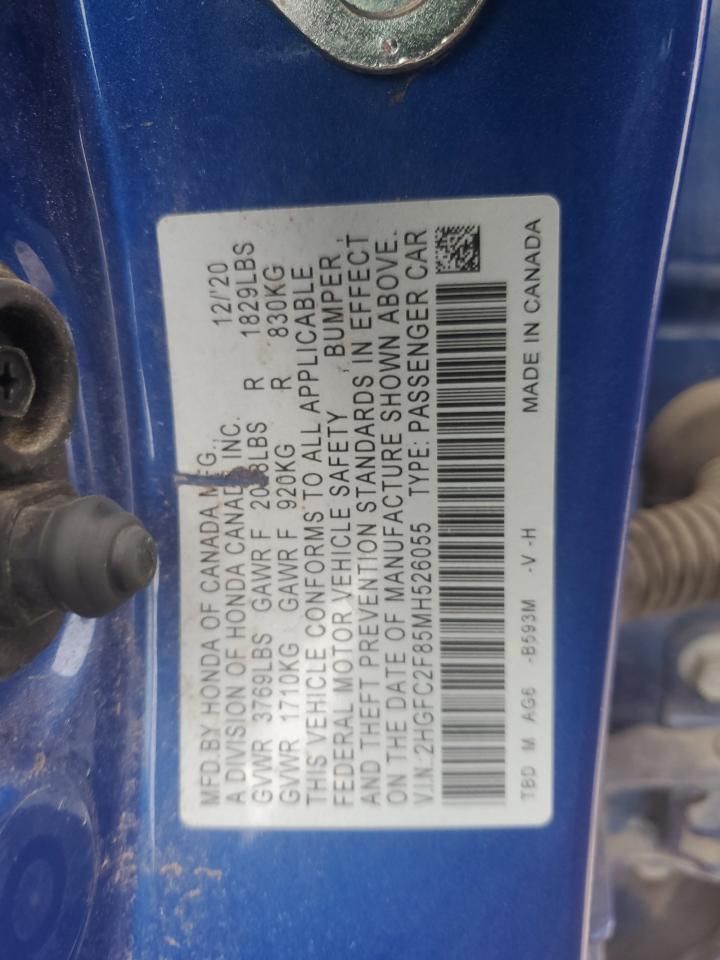 MFD.BY HONDA OF CANADA MFG., 12/'20
A DIVISION OF HONDA CANADA INC.
GVWR 3769LBS GAWR F 2028LBS R 1829LBS
GVWR 1710KG GAWR F 920KG R 830KG
THIS VEHICLE CONFORMS TO ALL APPLICABLE
FEDERAL MOTOR VEHICLE SAFETY BUMPER,
AND THEFT PREVENTION STANDARDS IN EFFECT
ON THE DATE OF MANUFACTURE SHOWN ABOVE.
V.I.N: 2HGFC2F85MH526055 TYPE: PASSENGER CAR
TBD M AG6 -B593M -V -H MADE IN CANADA